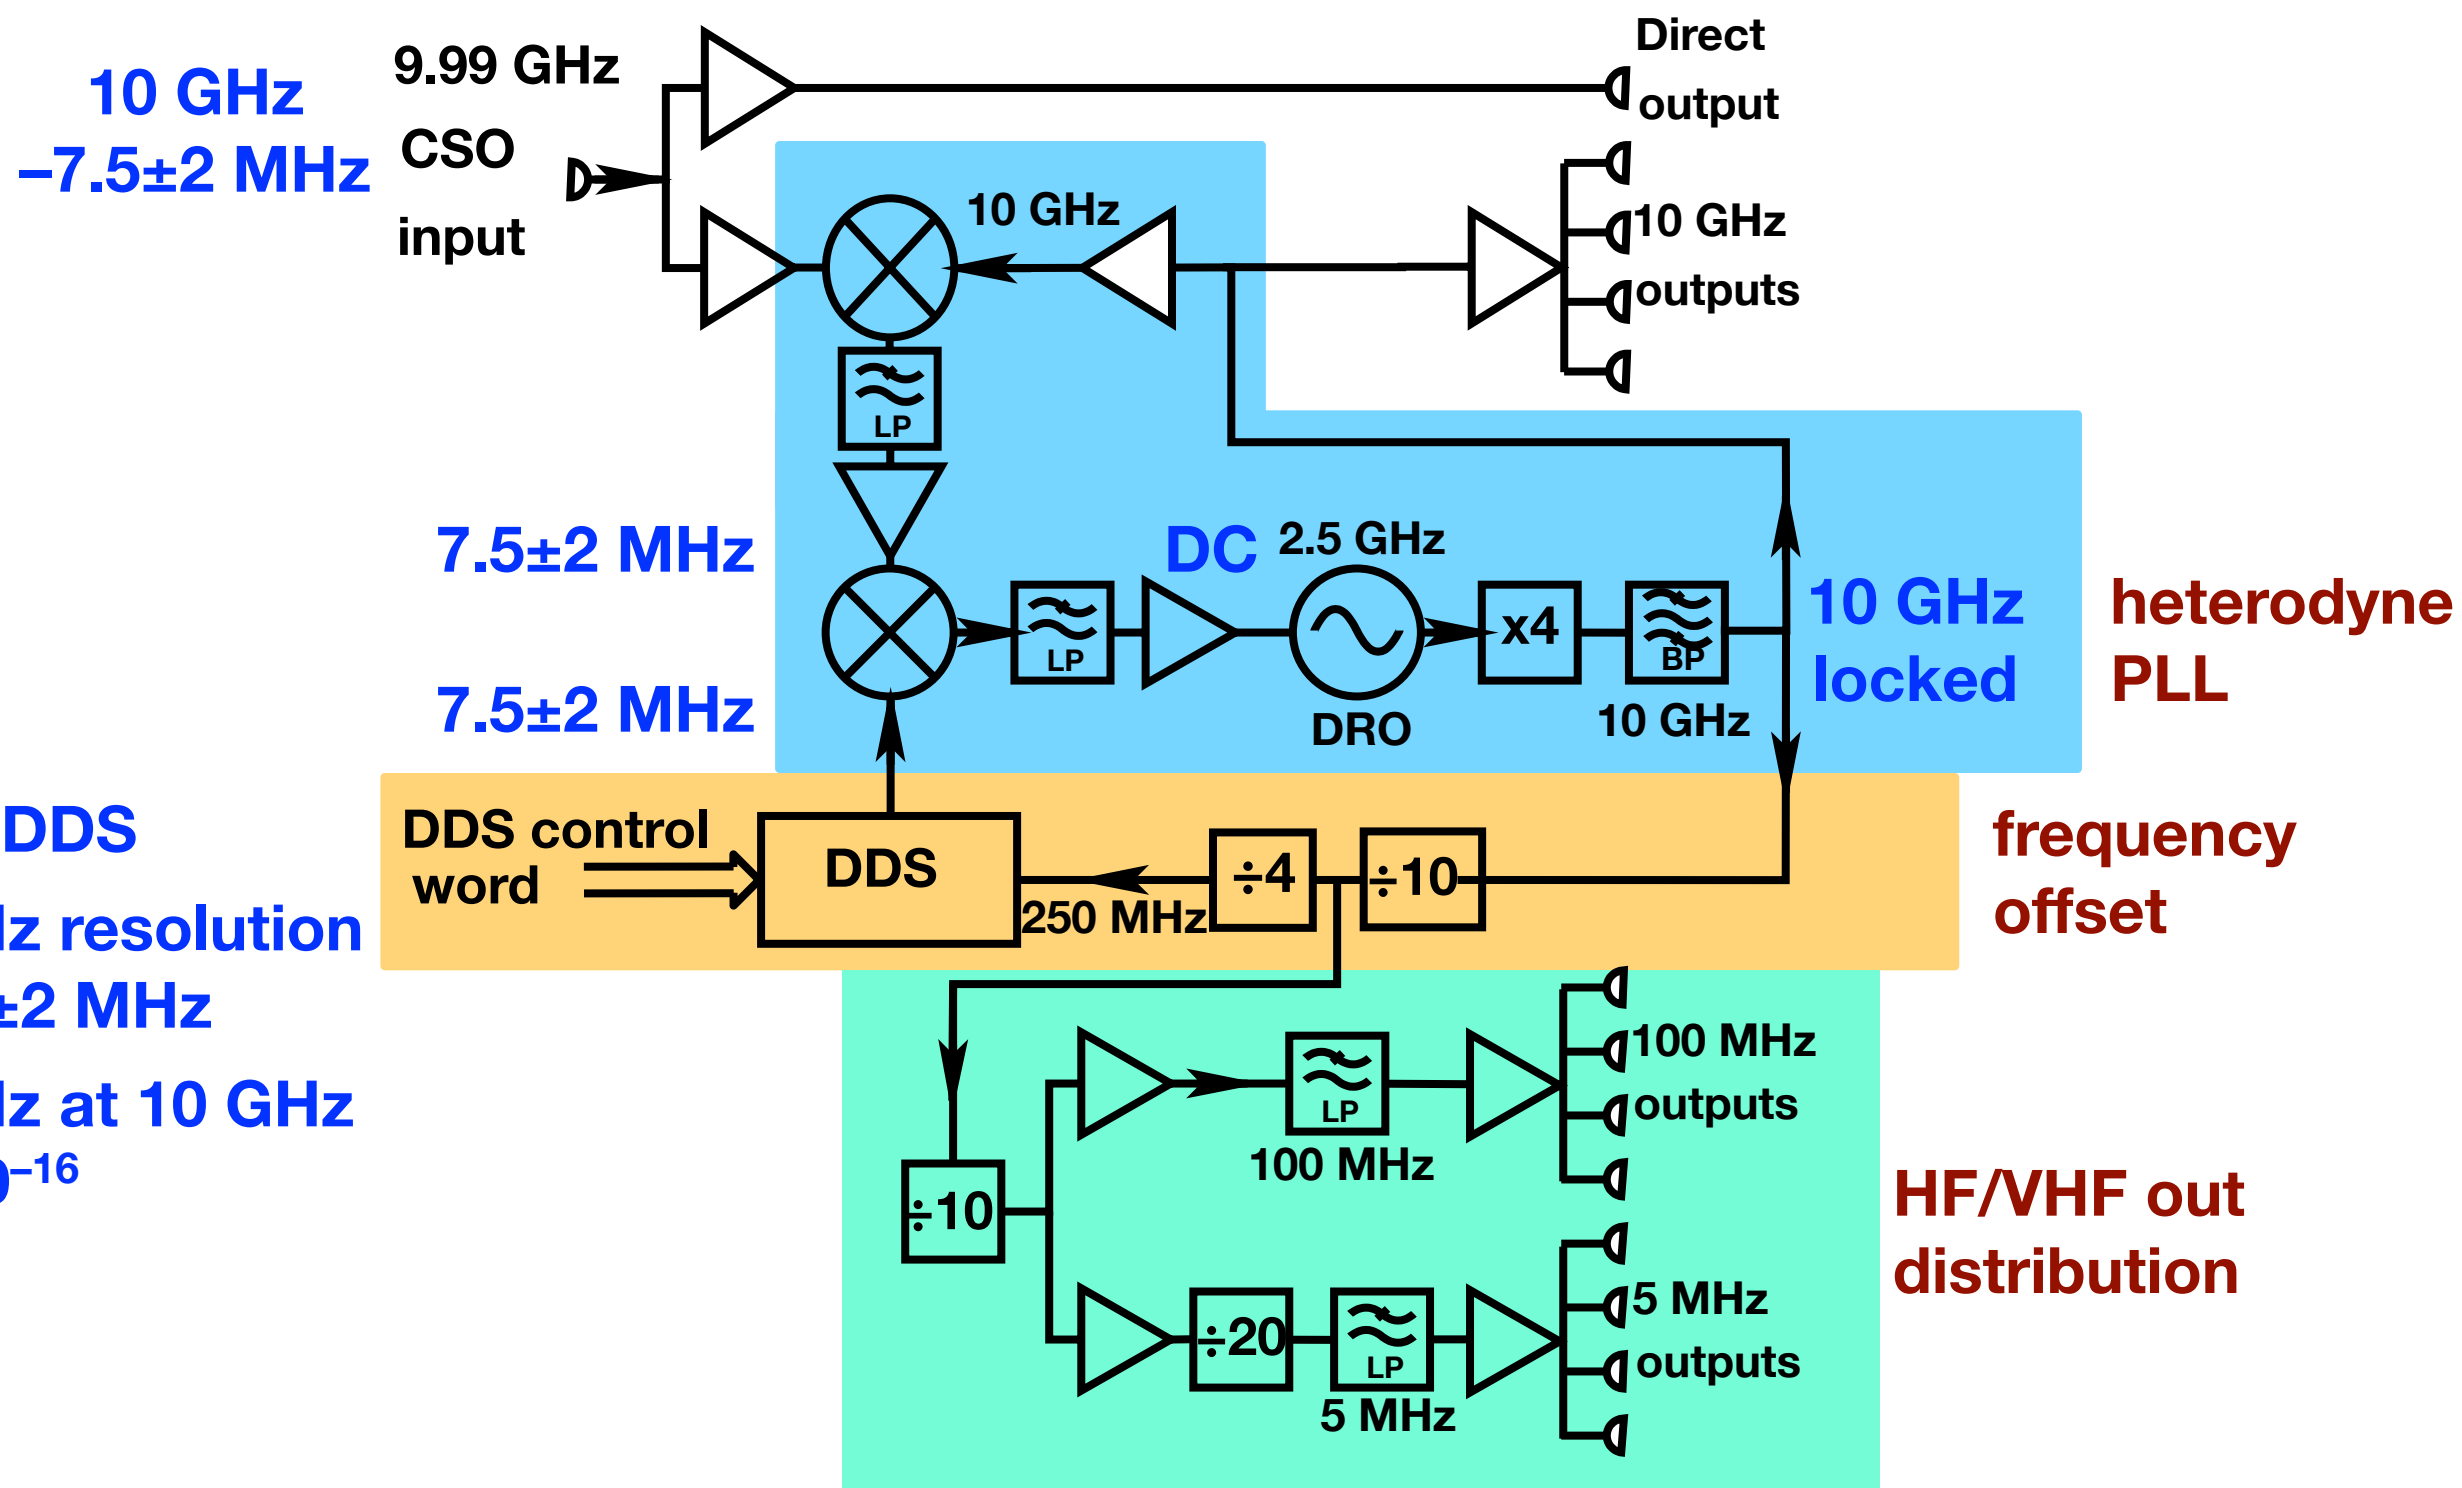 10 GHz
–7.5±2 MHz
9.99 GHz
CSO
input
Direct
output
10 GHz
10 GHz
outputs
LP
7.5±2 MHz
DC
2.5 GHz
LP
x4
BP
DRO
10 GHz
10 GHz
locked
heterodyne
PLL
7.5±2 MHz
DDS
DDS control
word
DDS
250 MHz
÷4
÷10
frequency
offset
resolution
±2 MHz
at 10 GHz
–16
100 MHz
outputs
LP
100 MHz
÷10
HF/VHF out
distribution
÷20
LP
5 MHz
5 MHz
outputs